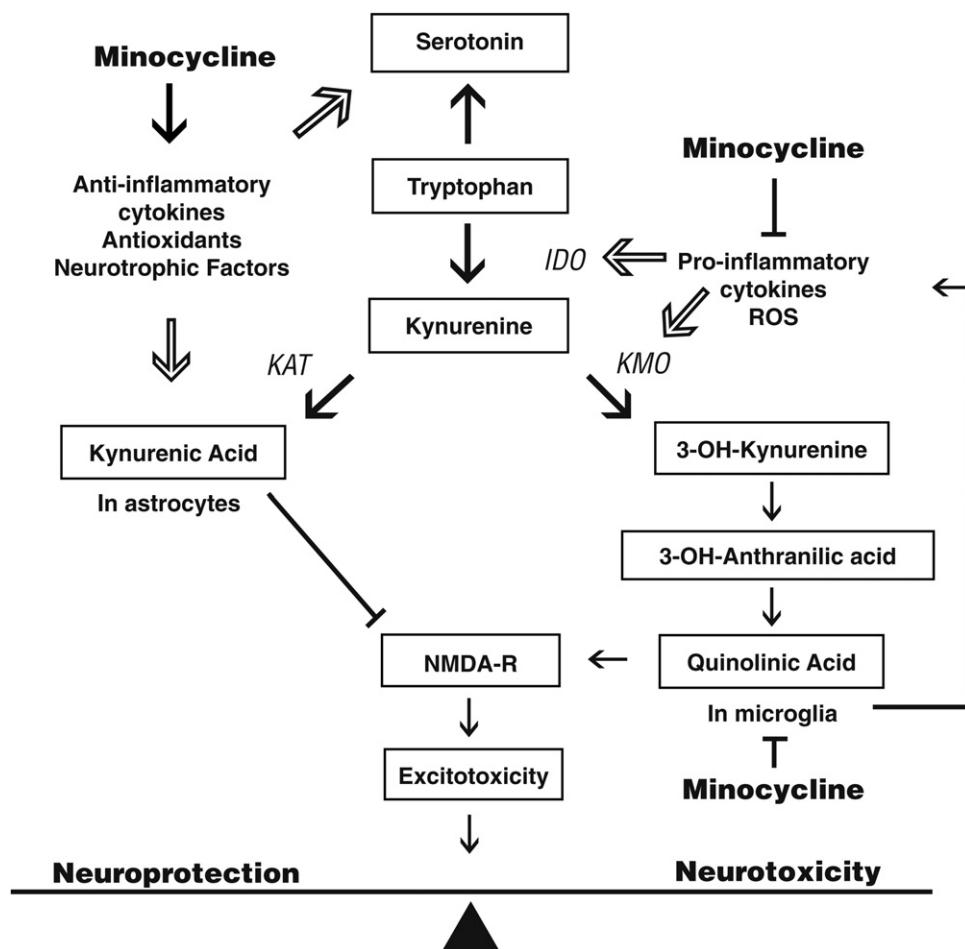 Serotonin
Minocycline
Tryptophan
Minocycline
Anti-inflammatory
cytokines
Antioxidants
Neurotrophic Factors
IDO
Pro-inflammatory
cytokines
ROS
Kynurenine
KAT
KMO
Kynurenic Acid
In astrocytes
3-OH-Kynurenine
3-OH-Anthranilic acid
NMDA-R
Quinolinic Acid
In microglia
Excitotoxicity
Minocycline
Neuroprotection
Neurotoxicity